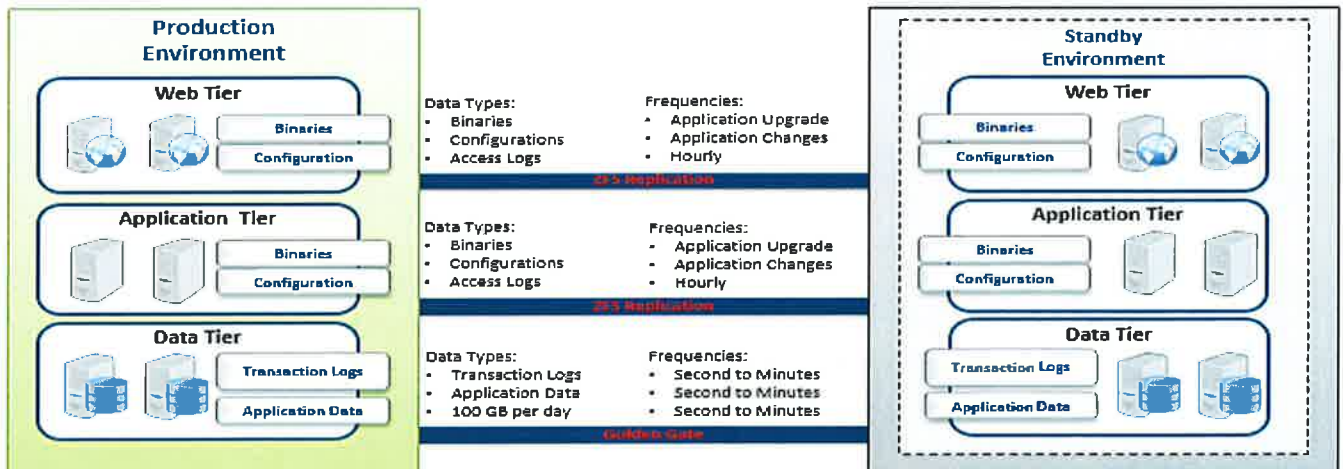 Production
Environment
Web Tier
Binaries
Configuration
Application Tier
Binaries
Configuration
Data Tier
Transaction Logs
Application Data
Data Types:
• Binaries
• Configurations
• Access Logs
Frequencies:
• Application Upgrade
• Application Changes
• Hourly
ZFS Replication
Data Types:
• Binaries
• Configurations
• Access Logs
Frequencies:
• Application Upgrade
• Application Changes
• Hourly
ZFS Replication
Data Types:
• Transaction Logs
• Application Data
• 100 GB per day
Frequencies:
• Second to Minutes
• Second to Minutes
• Second to Minutes
Golden Gate
Standby
Environment
Web Tier
Binaries
Configuration
Application Tier
Binaries
Configuration
Data Tier
Transaction Logs
Application Data